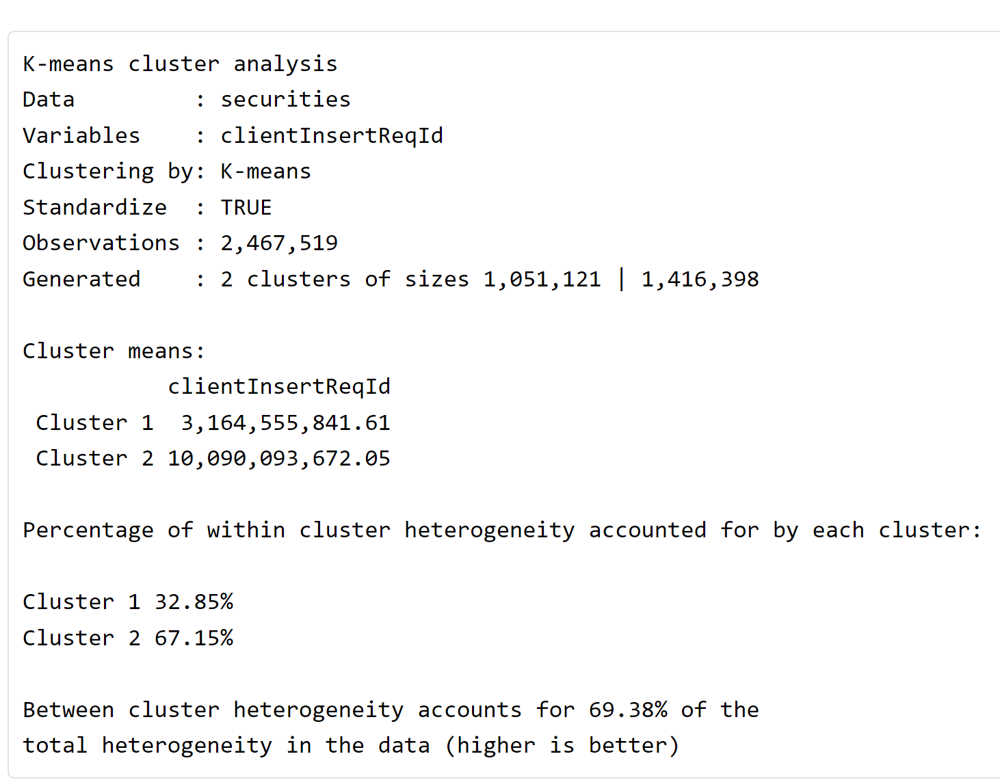 K-means cluster analysis
Data         : securities
Variables    : clientInsertReqId
Clustering by: K-means
Standardize  : TRUE
Observations : 2,467,519
Generated    : 2 clusters of sizes 1,051,121 | 1,416,398
Cluster means:
           clientInsertReqId
 Cluster 1  3,164,555,841.61
 Cluster 2 10,090,093,672.05
Percentage of within cluster heterogeneity accounted for by each cluster:
Cluster 1 32.85%
Cluster 2 67.15%
Between cluster heterogeneity accounts for 69.38% of the
total heterogeneity in the data (higher is better)